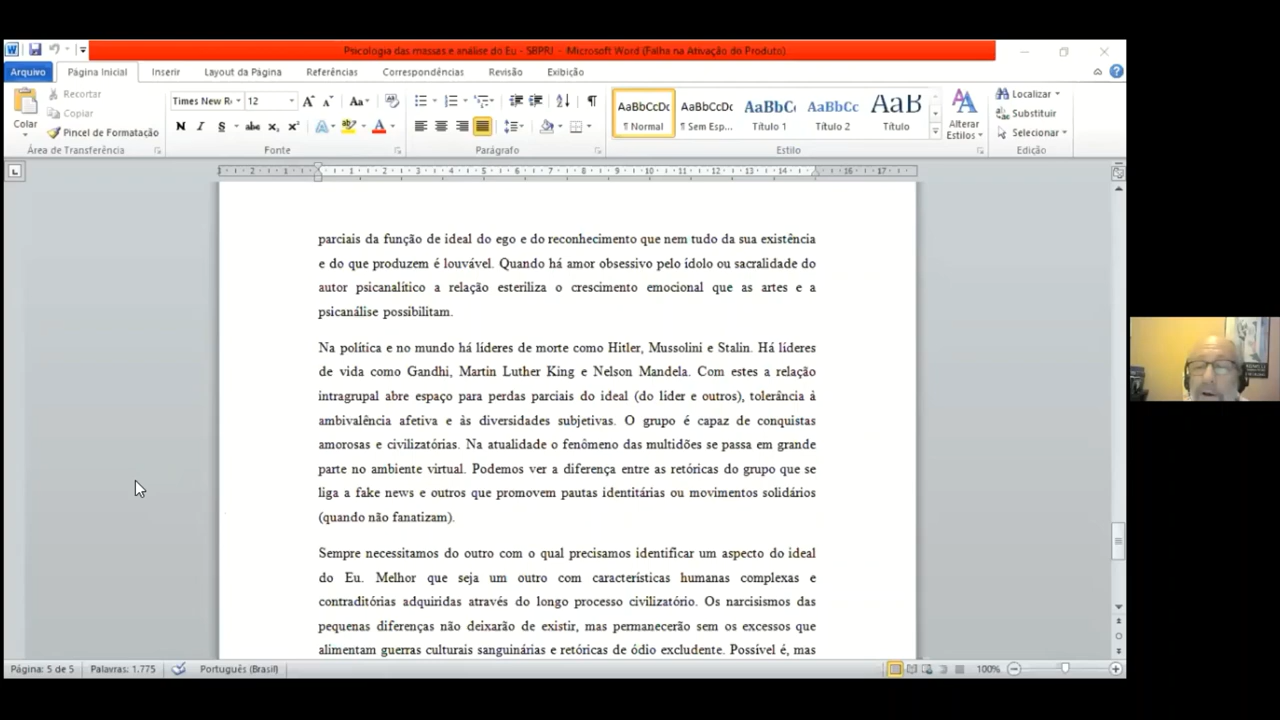 Psicologia das massas e análise do Eu - SBPRJ - Microsoft Word (Falha na Ativação do Produto)
Arquivo Página Inicial Inserir Layout da Página Referências Correspondências Revisão Exibição
Recortar
Copiar
Pincel de Formatação
Colar
Área de Transferência
Times New R 12
Fonte
Parágrafo
AaBbCcDc AaBbCcDc AaBbC AaBbCc AaB
¶ Normal ¶ Sem Esp... Título 1 Título 2 Título
Alterar Estilos
Estilo
Localizar
Substituir
Selecionar
Edição
parciais da função de ideal do ego e do reconhecimento que nem tudo da sua existência
e do que produzem é louvável. Quando há amor obsessivo pelo ídolo ou sacralidade do
autor psicanalítico a relação esteriliza o crescimento emocional que as artes e a
psicanálise possibilitam.
Na política e no mundo há líderes de morte como Hitler, Mussolini e Stalin. Há líderes
de vida como Gandhi, Martin Luther King e Nelson Mandela. Com estes a relação
intragrupal abre espaço para perdas parciais do ideal (do líder e outros), tolerância à
ambivalência afetiva e às diversidades subjetivas. O grupo é capaz de conquistas
amorosas e civilizatórias. Na atualidade o fenômeno das multidões se passa em grande
parte no ambiente virtual. Podemos ver a diferença entre as retóricas do grupo que se
liga a fake news e outros que promovem pautas identitárias ou movimentos solidários
(quando não fanatizam).
Sempre necessitamos do outro com o qual precisamos identificar um aspecto do ideal
do Eu. Melhor que seja um outro com características humanas complexas e
contraditórias adquiridas através do longo processo civilizatório. Os narcisismos das
pequenas diferenças não deixarão de existir, mas permanecerão sem os excessos que
alimentam guerras culturais sanguinárias e retóricas de ódio excludente. Possível é, mas
Página: 5 de 5 Palavras: 1.775 Português (Brasil) 100%